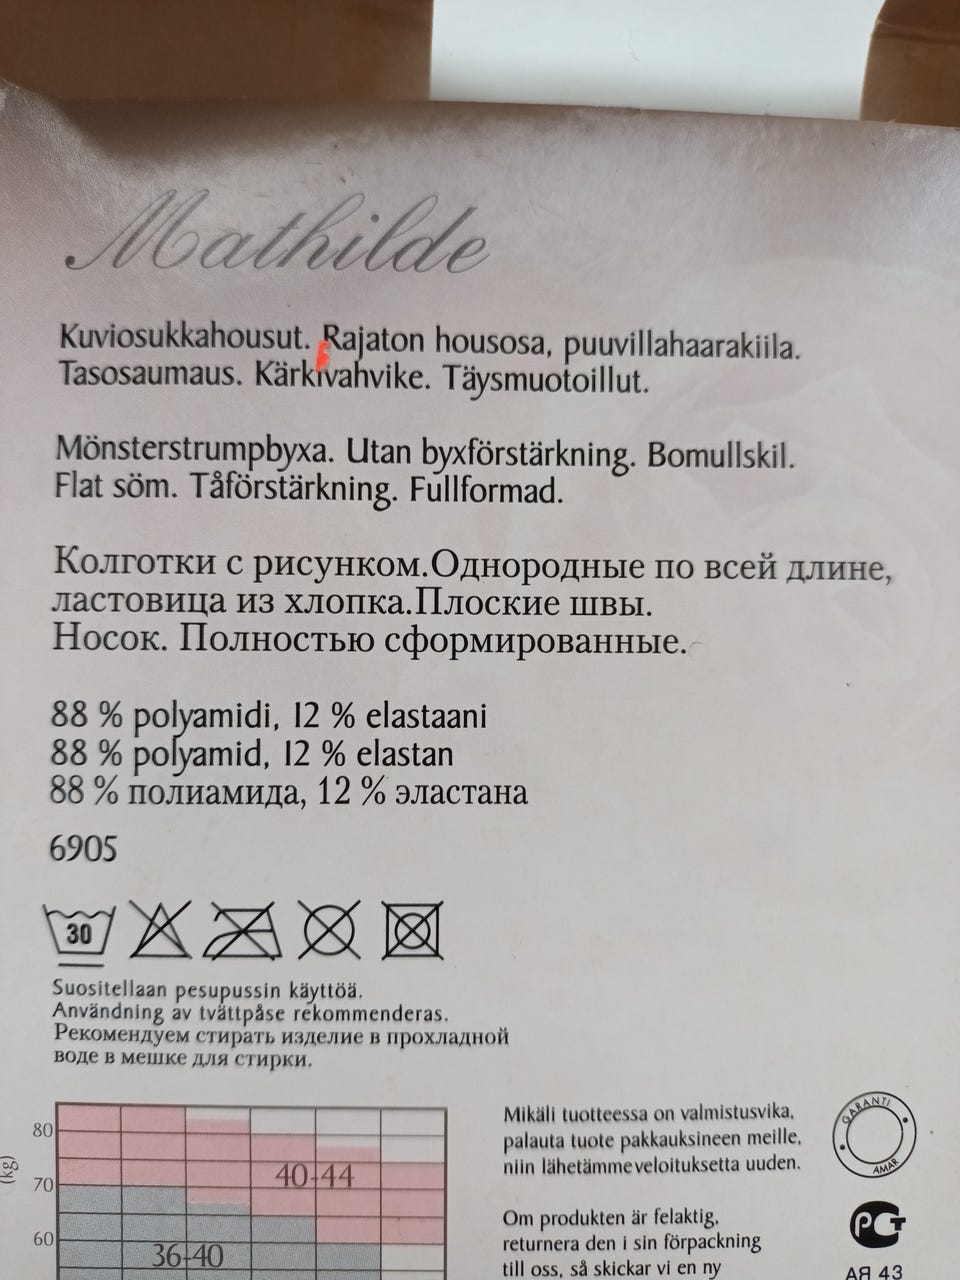 Mathilde
Kuviosukkahousut. Rajaton housosa, puuvillahaarakiila.
Tasosaumaus. Kärkivahvike. Täysmuotoillut.
Mönsterstrumpbyxa. Utan byxförstärkning. Bomullskil.
Flat söm. Tåförstärkning. Fullformad.
Колготки с рисунком.Однородные по всей длине,
ластовица из хлопка.Плоские швы.
Носок. Полностью сформированные.
88 % polyamidi, 12 % elastaani
88 % polyamid, 12 % elastan
88 % полиамида, 12 % эластана
6905
30
Suositellaan pesupussin käyttöä.
Användning av tvättpåse rekommenderas.
Рекомендуем стирать изделие в прохладной
воде в мешке для стирки.
80
(kg)
70
60
40-44
36-40
Mikäli tuotteessa on valmistusvika,
palauta tuote pakkauksineen meille,
niin lähetämme veloituksetta uuden.
GARANTI
AMAR
Om produkten är felaktig,
returnera den i sin förpackning
till oss, så skickar vi en ny
РСТ
АЯ 43